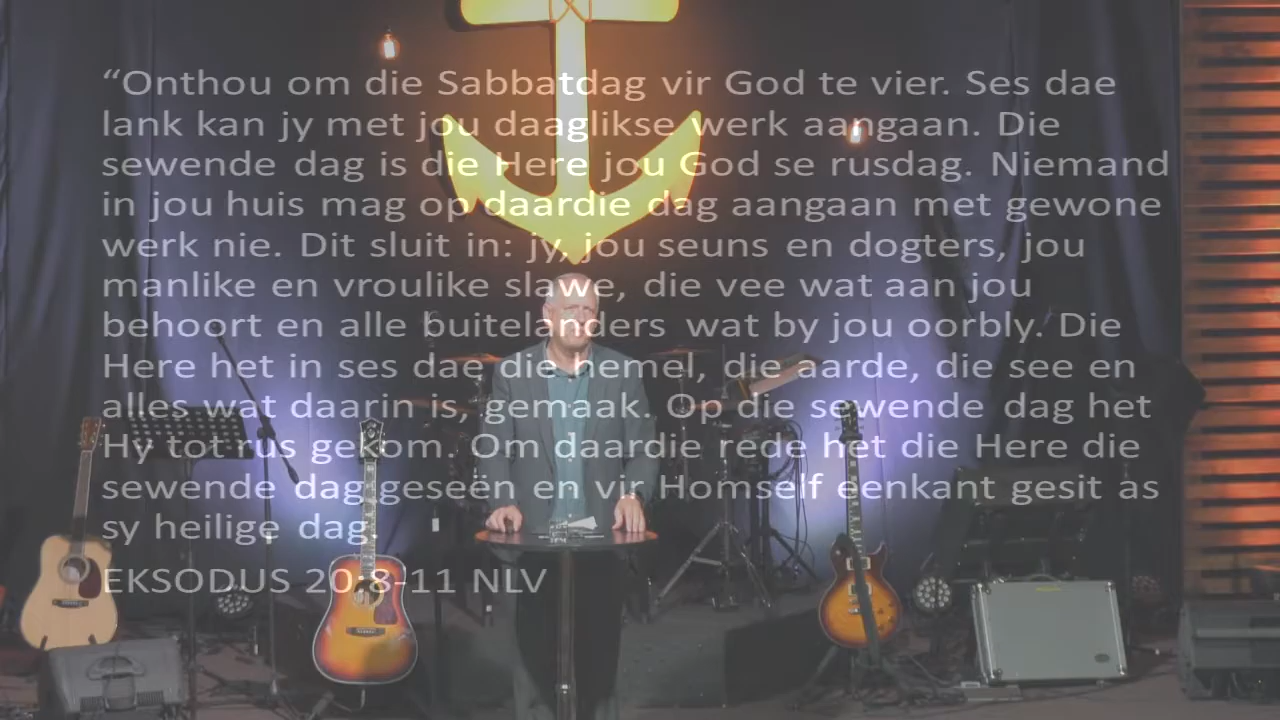 “Onthou om die Sabbatdag vir God te vier. Ses dae
lank kan jy met jou daaglikse werk aangaan. Die
sewende dag is die Here jou God se rusdag. Niemand
in jou huis mag op daardie dag aangaan met gewone
werk nie. Dit sluit in: jy, jou seuns en dogters, jou
manlike en vroulike slawe, die vee wat aan jou
behoort en alle buitelanders wat by jou oorbly. Die
Here het in ses dae die hemel, die aarde, die see en
alles wat daarin is, gemaak. Op die sewende dag het
Hy tot rus gekom. Om daardie rede het die Here die
sewende dag geseën en vir Homself eenkant gesit as
sy heilige dag.
EKSODUS 20:8-11 NLV